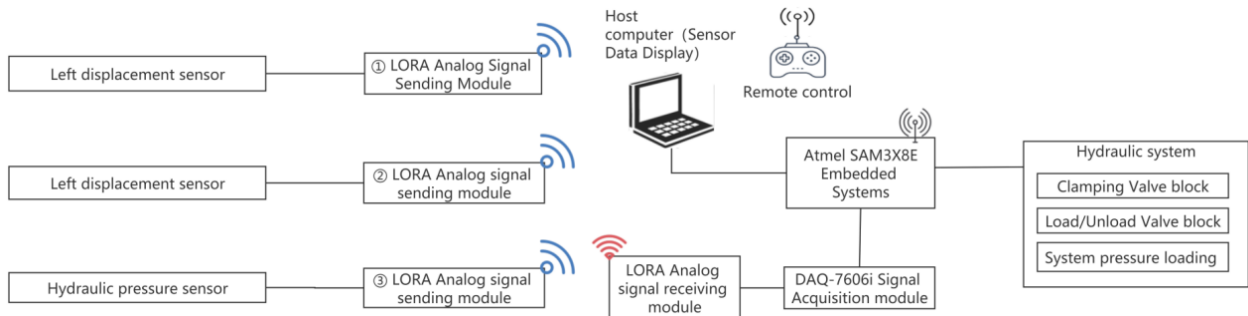 Left displacement sensor
① LORA Analog Signal
Sending Module
Host
computer（Sensor
Data Display）
Remote control
Left displacement sensor
② LORA Analog signal
sending module
Atmel SAM3X8E
Embedded
Systems
Hydraulic system
Clamping Valve block
Load/Unload Valve block
System pressure loading
Hydraulic pressure sensor
③ LORA Analog signal
sending module
LORA Analog
signal receiving
module
DAQ-7606i Signal
Acquisition module